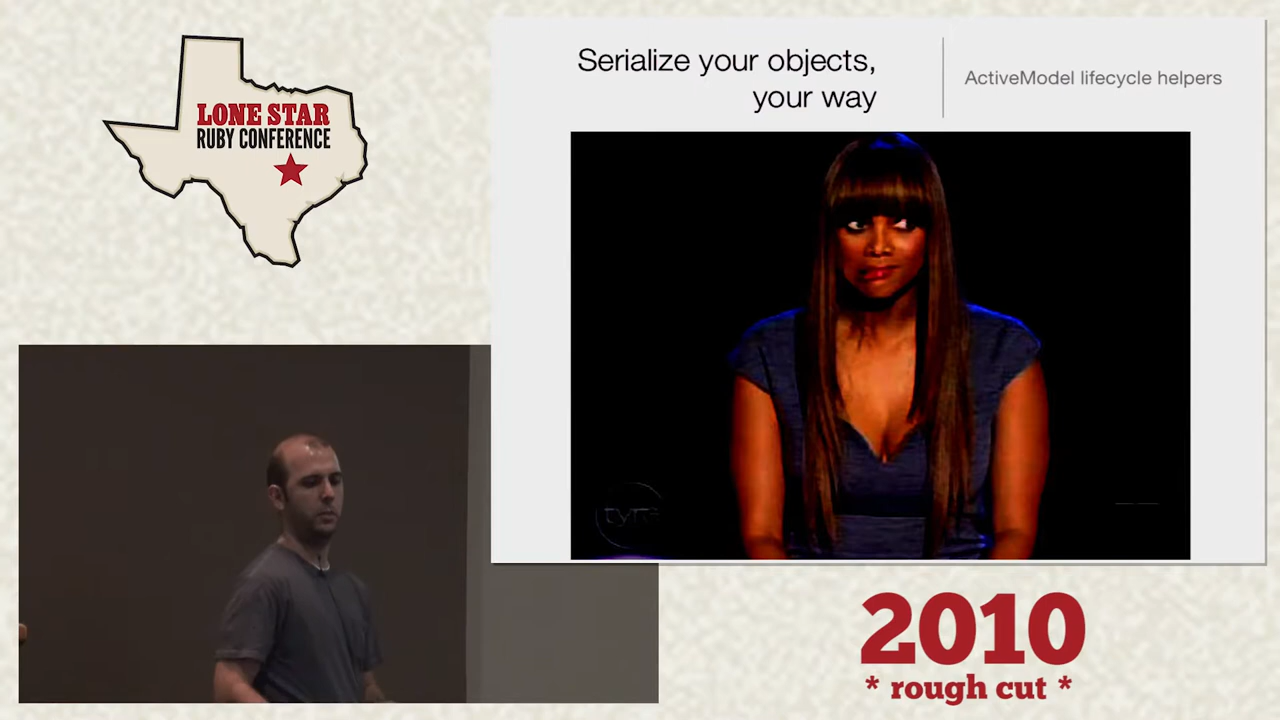 LONE STAR
RUBY CONFERENCE
Serialize your objects,
your way
ActiveModel lifecycle helpers
2010
* rough cut *